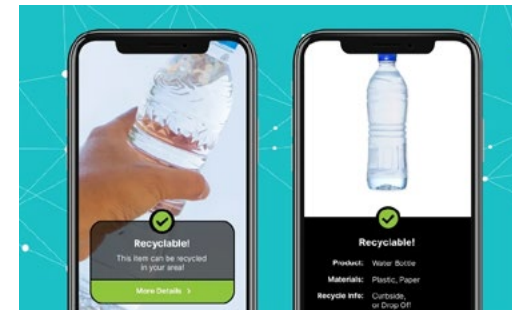 Recyclable!
This item can be recycled
in your area!
More Details >
Recyclable!
Product: Water Bottle
Materials: Plastic, Paper
Recycle Info: Curbside,
or Drop Off